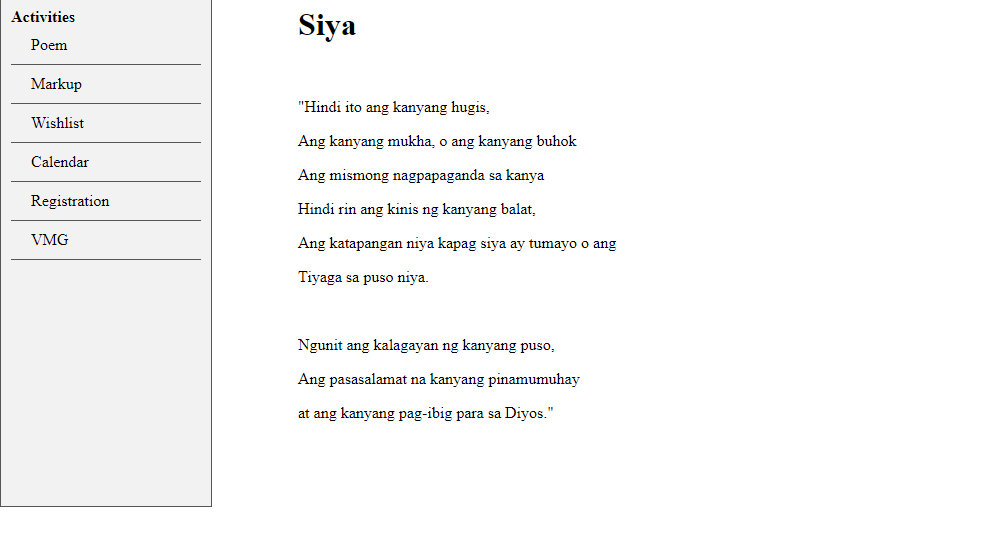 Activities
Poem
Markup
Wishlist
Calendar
Registration
VMG
Siya
"Hindi ito ang kanyang hugis,
Ang kanyang mukha, o ang kanyang buhok
Ang mismong nagpapaganda sa kanya
Hindi rin ang kinis ng kanyang balat,
Ang katapangan niya kapag siya ay tumayo o ang
Tiyaga sa puso niya.
Ngunit ang kalagayan ng kanyang puso,
Ang pasasalamat na kanyang pinamumuhay
at ang kanyang pag-ibig para sa Diyos."